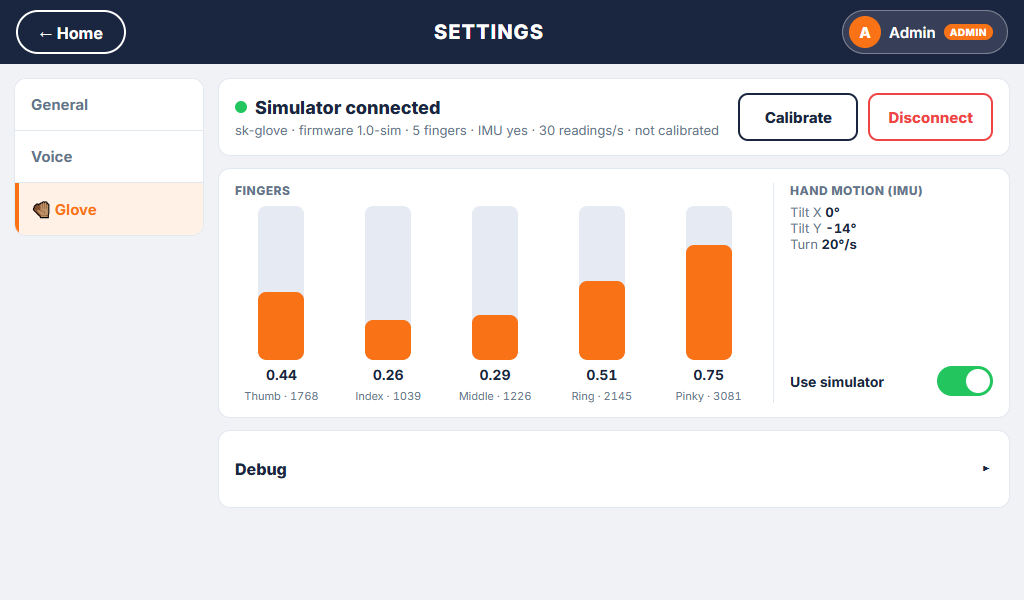 ← Home
SETTINGS
A Admin ADMIN
General
Voice
Glove
Simulator connected
sk-glove · firmware 1.0-sim · 5 fingers · IMU yes · 30 readings/s · not calibrated
Calibrate
Disconnect
FINGERS
0.44 0.26 0.29 0.51 0.75
Thumb · 1768 Index · 1039 Middle · 1226 Ring · 2145 Pinky · 3081
HAND MOTION (IMU)
Tilt X 0°
Tilt Y -14°
Turn 20°/s
Use simulator
Debug